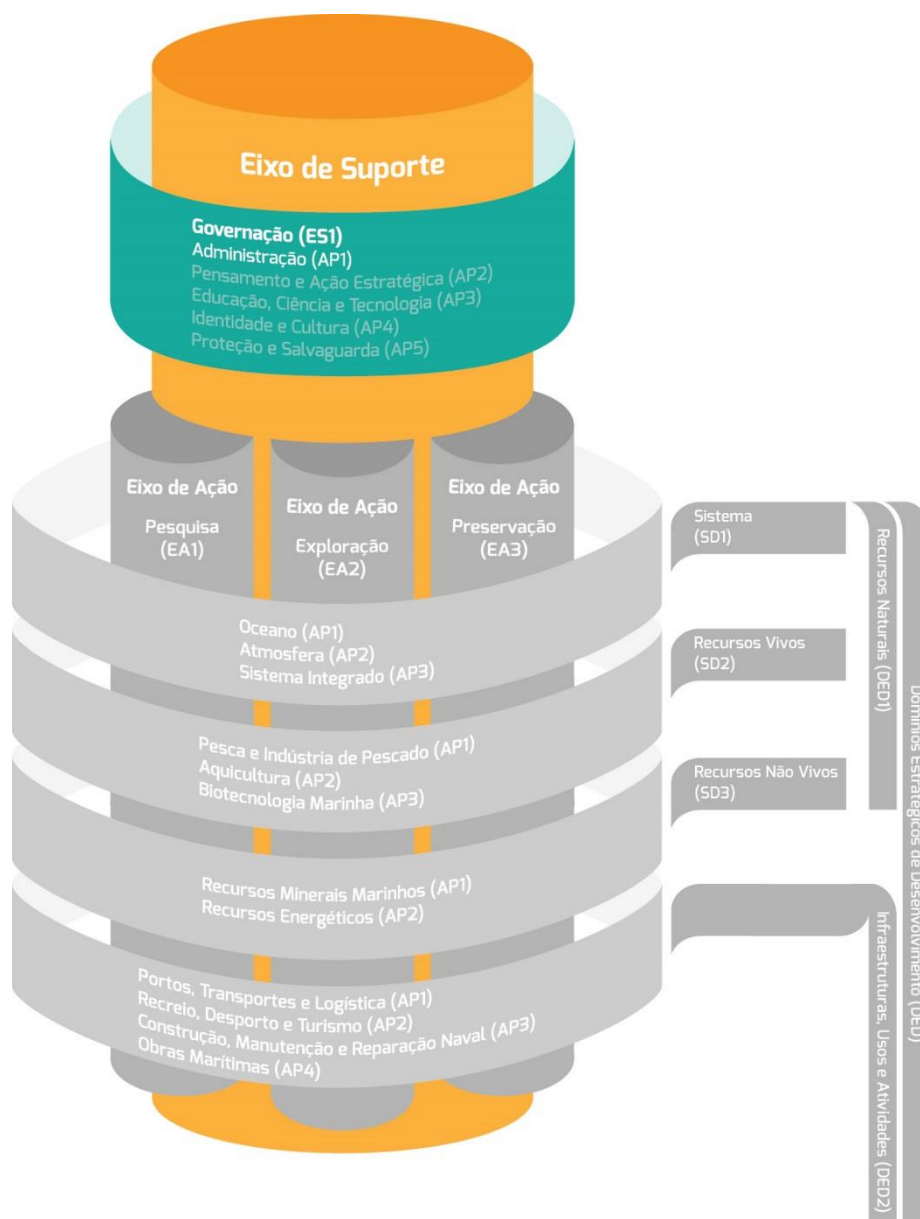 Eixo de Suporte
Governação (ES1)
Administração (AP1)
Pensamento e Ação Estratégica (AP2)
Educação, Ciência e Tecnologia (AP3)
Identidade e Cultura (AP4)
Proteção e Salvaguarda (AP5)
Eixo de Ação
Pesquisa
(EA1)
Eixo de Ação
Exploração
(EA2)
Eixo de Ação
Preservação
(EA3)
Oceano (AP1)
Atmosfera (AP2)
Sistema Integrado (AP3)
Pesca e Indústria de Pescado (AP1)
Aquicultura (AP2)
Biotecnologia Marinha (AP3)
Recursos Minerais Marinhos (AP1)
Recursos Energéticos (AP2)
Portos, Transportes e Logística (AP1)
Recreio, Desporto e Turismo (AP2)
Construção, Manutenção e Reparação Naval (AP3)
Obras Marítimas (AP4)
Sistema
(SD1)
Recursos Vivos
(SD2)
Recursos Não Vivos
(SD3)
Recursos Naturais (DED1)
Infraestruturas, Usos e Atividades (DED2)
Domínios Estratégicos de Desenvolvimento (DED)